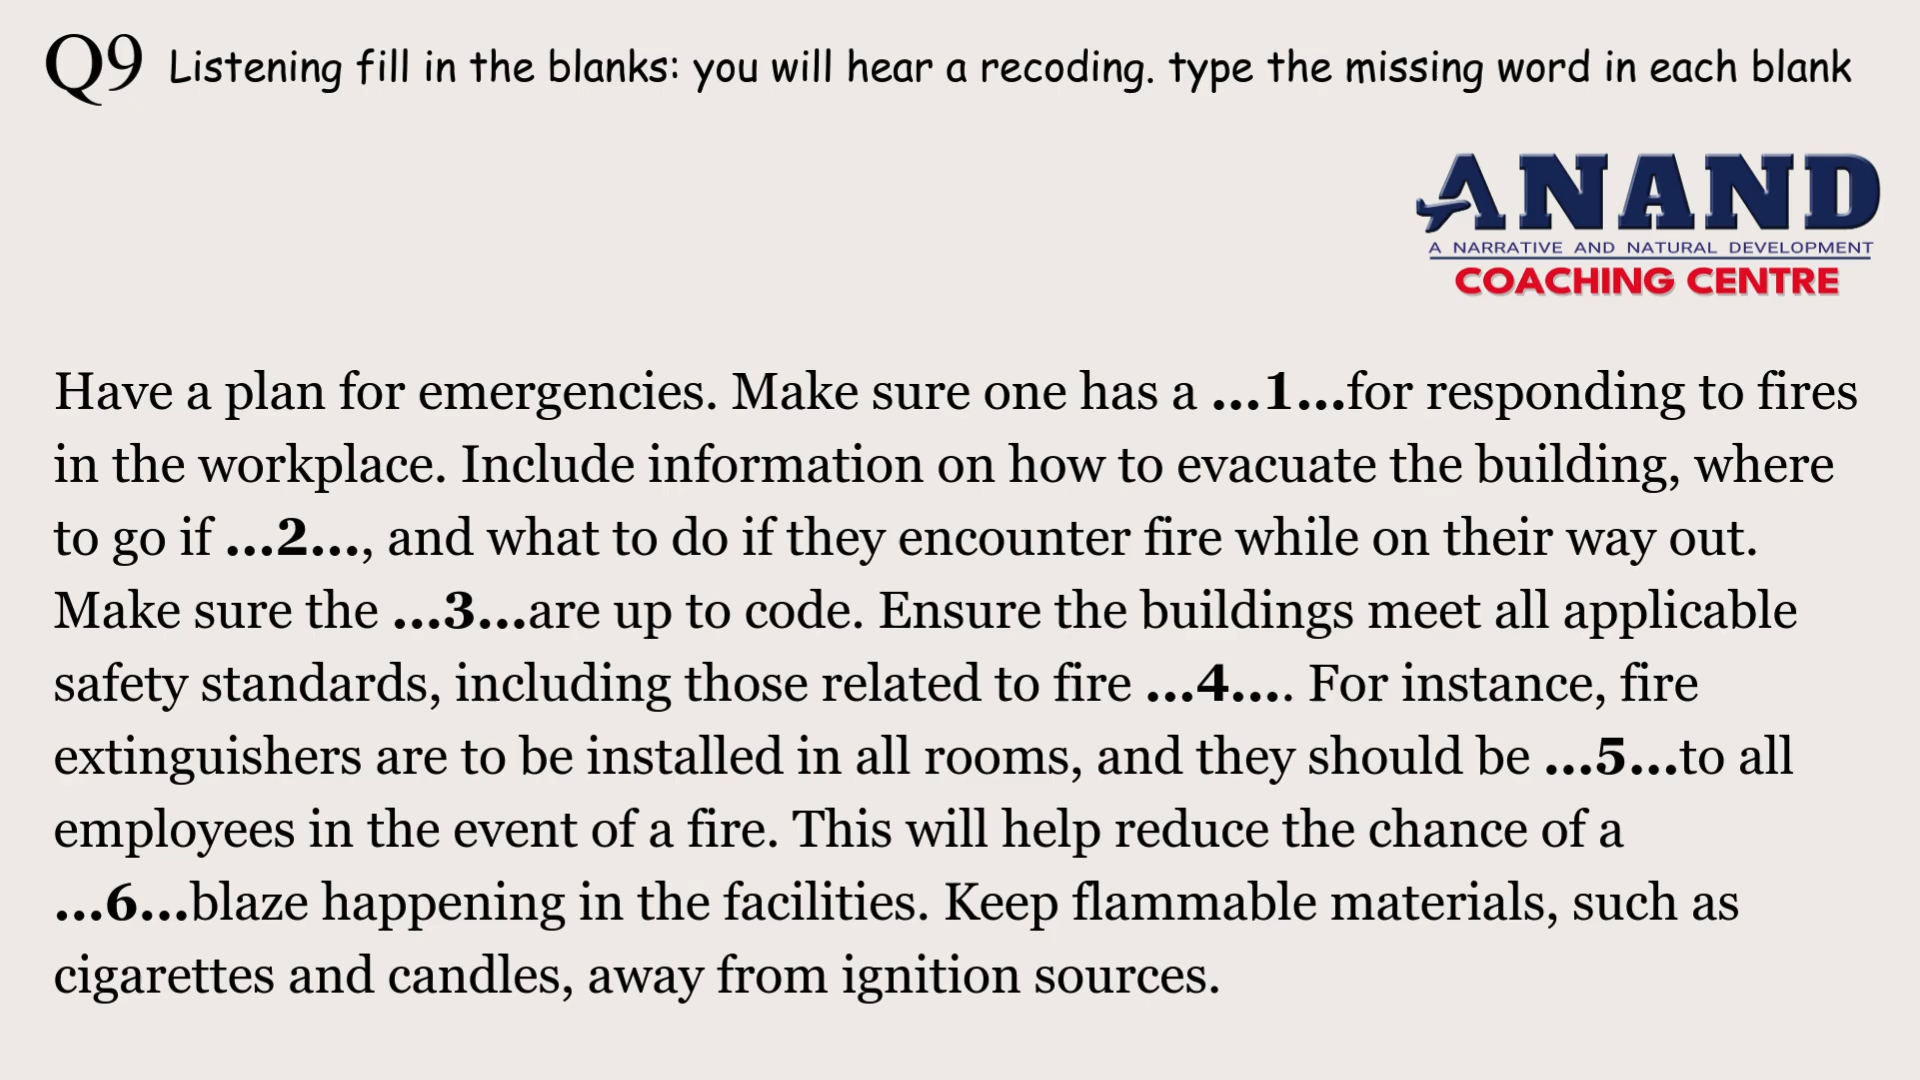 Q9 Listening fill in the blanks: you will hear a recoding. type the missing word in each blank
ANAND
A NARRATIVE AND NATURAL DEVELOPMENT
COACHING CENTRE
Have a plan for emergencies. Make sure one has a ...1...for responding to fires
in the workplace. Include information on how to evacuate the building, where
to go if ...2..., and what to do if they encounter fire while on their way out.
Make sure the ...3...are up to code. Ensure the buildings meet all applicable
safety standards, including those related to fire ...4.... For instance, fire
extinguishers are to be installed in all rooms, and they should be ...5...to all
employees in the event of a fire. This will help reduce the chance of a
...6...blaze happening in the facilities. Keep flammable materials, such as
cigarettes and candles, away from ignition sources.